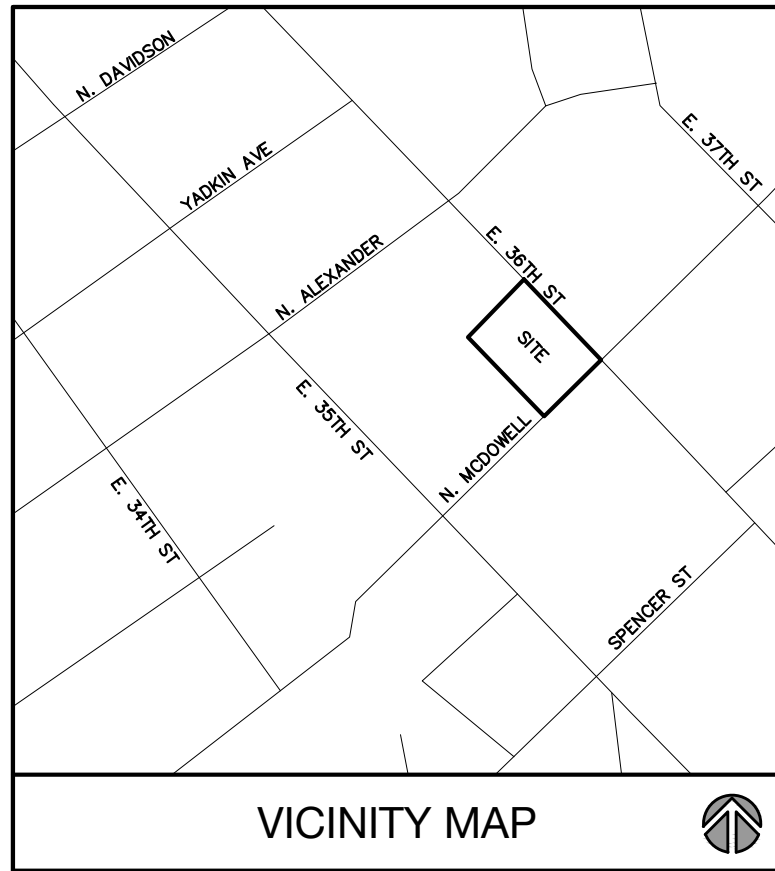 N. DAVIDSON
YADKIN AVE
E. 37TH ST
N. ALEXANDER
E. 36TH ST
SITE
E. 35TH ST
N. MCDOWELL
E. 34TH ST
SPENCER ST
VICINITY MAP